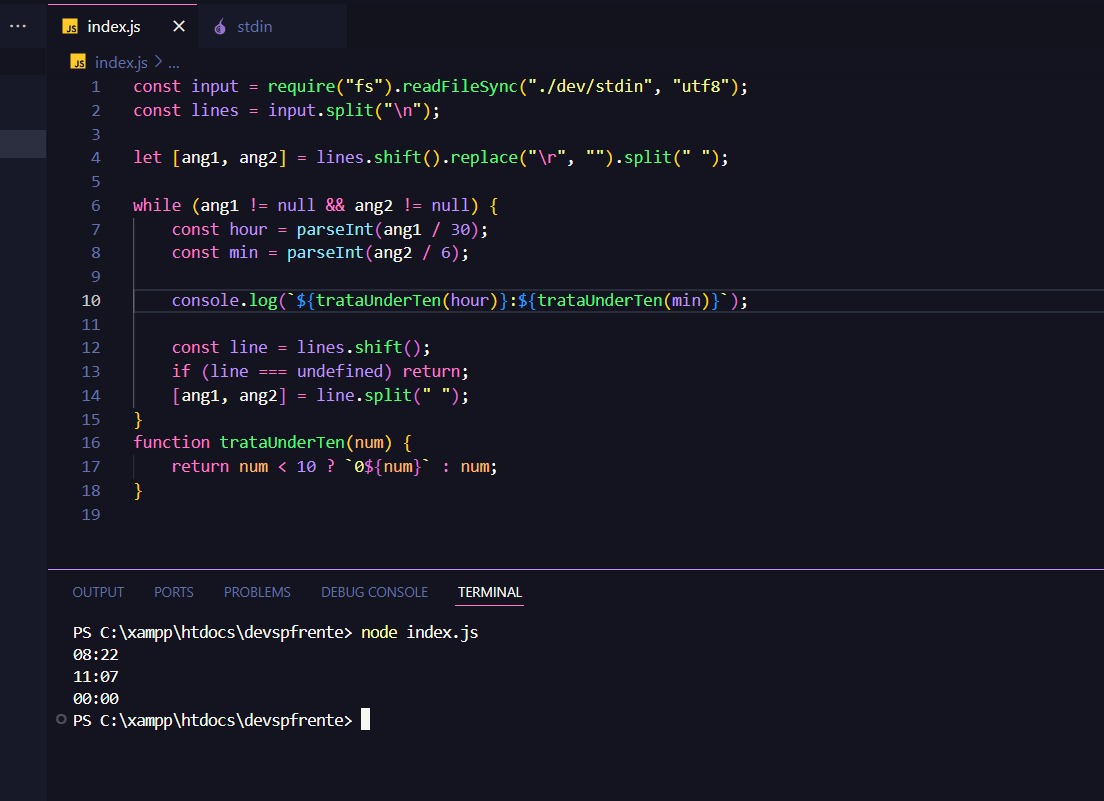 ... JS index.js × stdin
JS index.js > ...
1 const input = require("fs").readFileSync("./dev/stdin", "utf8");
2 const lines = input.split("\n");
3
4 let [ang1, ang2] = lines.shift().replace("\r", "").split(" ");
5
6 while (ang1 != null && ang2 != null) {
7     const hour = parseInt(ang1 / 30);
8     const min = parseInt(ang2 / 6);
9
10     console.log(`${trataUnderTen(hour)}:${trataUnderTen(min)}`);
11
12     const line = lines.shift();
13     if (line === undefined) return;
14     [ang1, ang2] = line.split(" ");
15 }
16 function trataUnderTen(num) {
17     return num < 10 ? `0${num}` : num;
18 }
19
OUTPUT PORTS PROBLEMS DEBUG CONSOLE TERMINAL
PS C:\xampp\htdocs\devspfrente> node index.js
08:22
11:07
00:00
PS C:\xampp\htdocs\devspfrente>